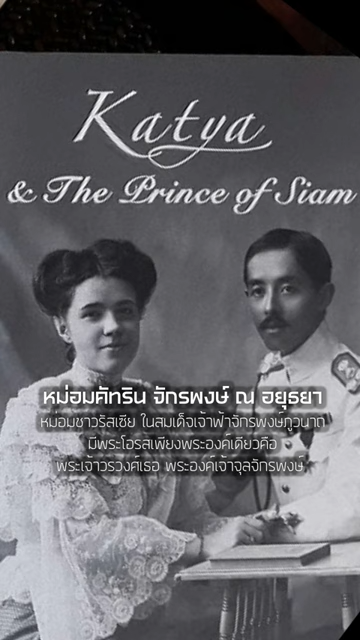 Katya
& The Prince of Siam
หม่อมคัทริน จักรพงษ์ ณ อยุธยา
หม่อมชาวรัสเซีย ในสมเด็จเจ้าฟ้าจักรพงษ์ภูวนาถ
มีพระโอรสเพียงพระองค์เดียวคือ
พระเจ้าวรวงศ์เธอ พระองค์เจ้าจุลจักรพงษ์